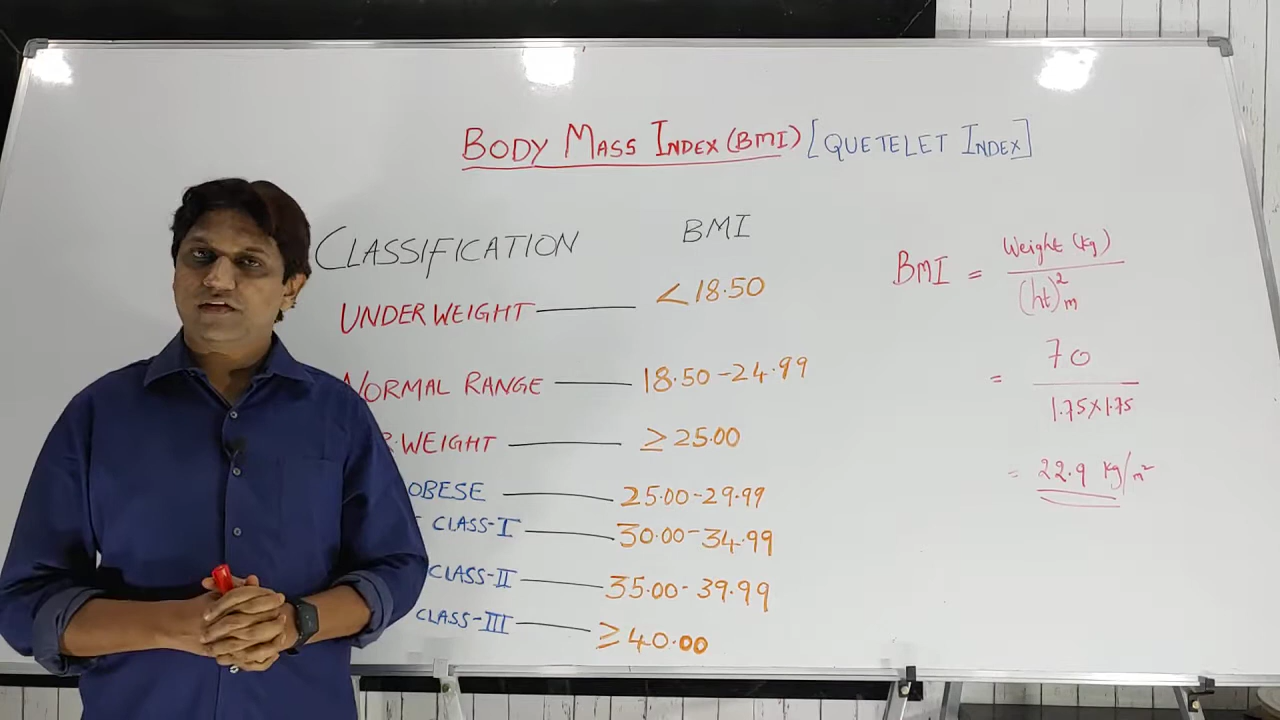 BODY MASS INDEX (BMI) [QUETELET INDEX]
CLASSIFICATION BMI
UNDERWEIGHT < 18.50
NORMAL RANGE 18.50 - 24.99
R-WEIGHT ≥ 25.00
OBESE 25.00 - 29.99
CLASS-I 30.00 - 34.99
CLASS-II 35.00 - 39.99
CLASS-III ≥ 40.00
BMI = Weight (kg)
(ht)²m
= 70
1.75 x 1.75
= 22.9 kg/m²